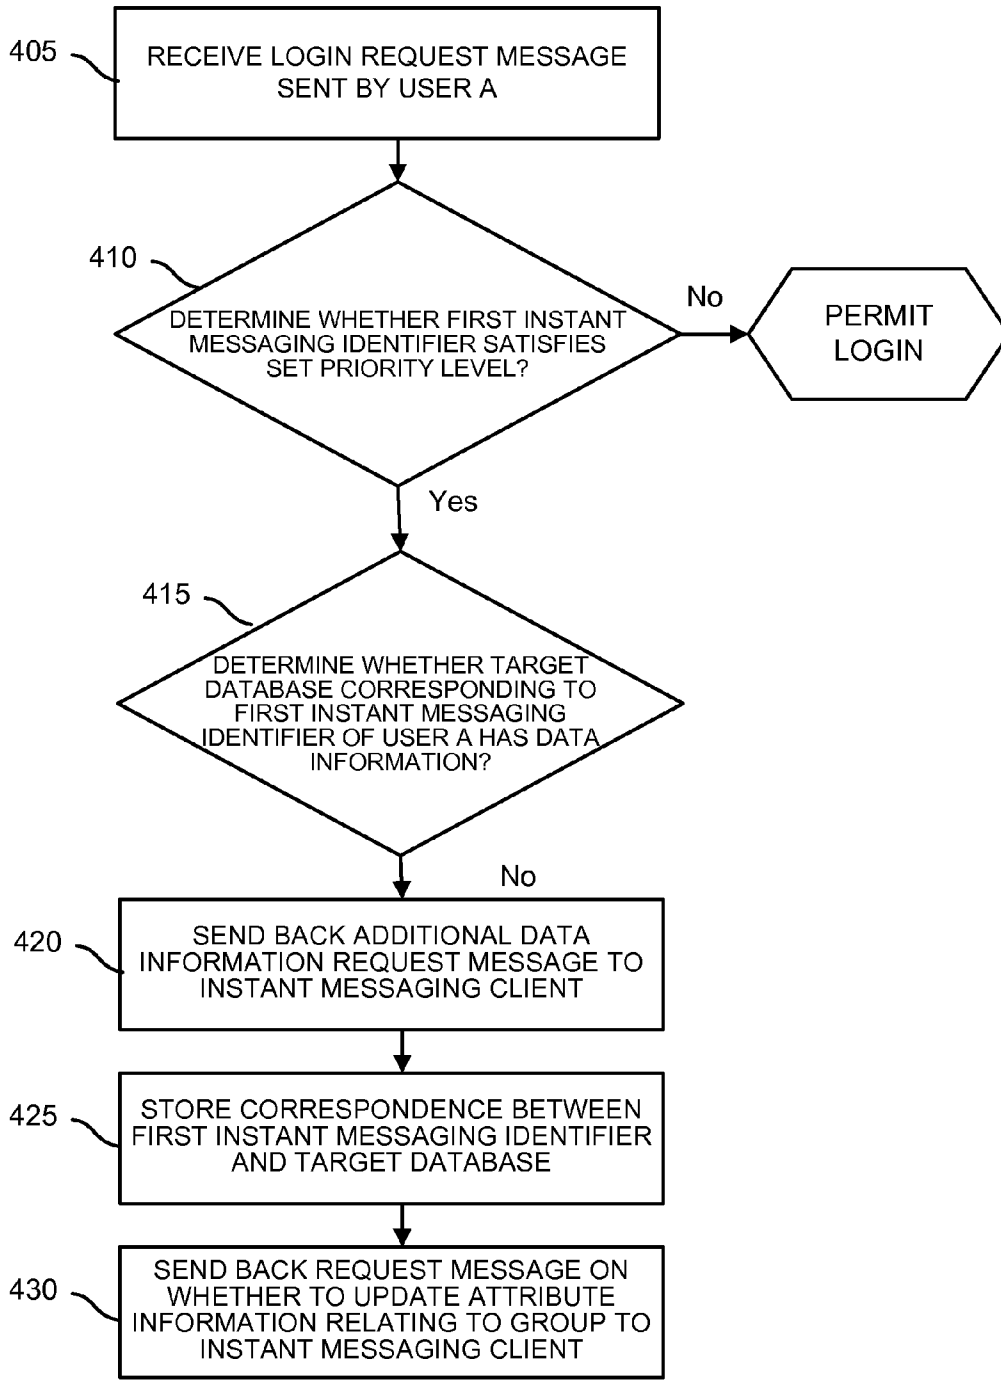 405
RECEIVE LOGIN REQUEST MESSAGE
SENT BY USER A
410
DETERMINE WHETHER FIRST INSTANT
MESSAGING IDENTIFIER SATISFIES
SET PRIORITY LEVEL?
No
PERMIT
LOGIN
Yes
415
DETERMINE WHETHER TARGET
DATABASE CORRESPONDING TO
FIRST INSTANT MESSAGING
IDENTIFIER OF USER A HAS DATA
INFORMATION?
No
420
SEND BACK ADDITIONAL DATA
INFORMATION REQUEST MESSAGE TO
INSTANT MESSAGING CLIENT
425
STORE CORRESPONDENCE BETWEEN
FIRST INSTANT MESSAGING IDENTIFIER
AND TARGET DATABASE
430
SEND BACK REQUEST MESSAGE ON
WHETHER TO UPDATE ATTRIBUTE
INFORMATION RELATING TO GROUP TO
INSTANT MESSAGING CLIENT